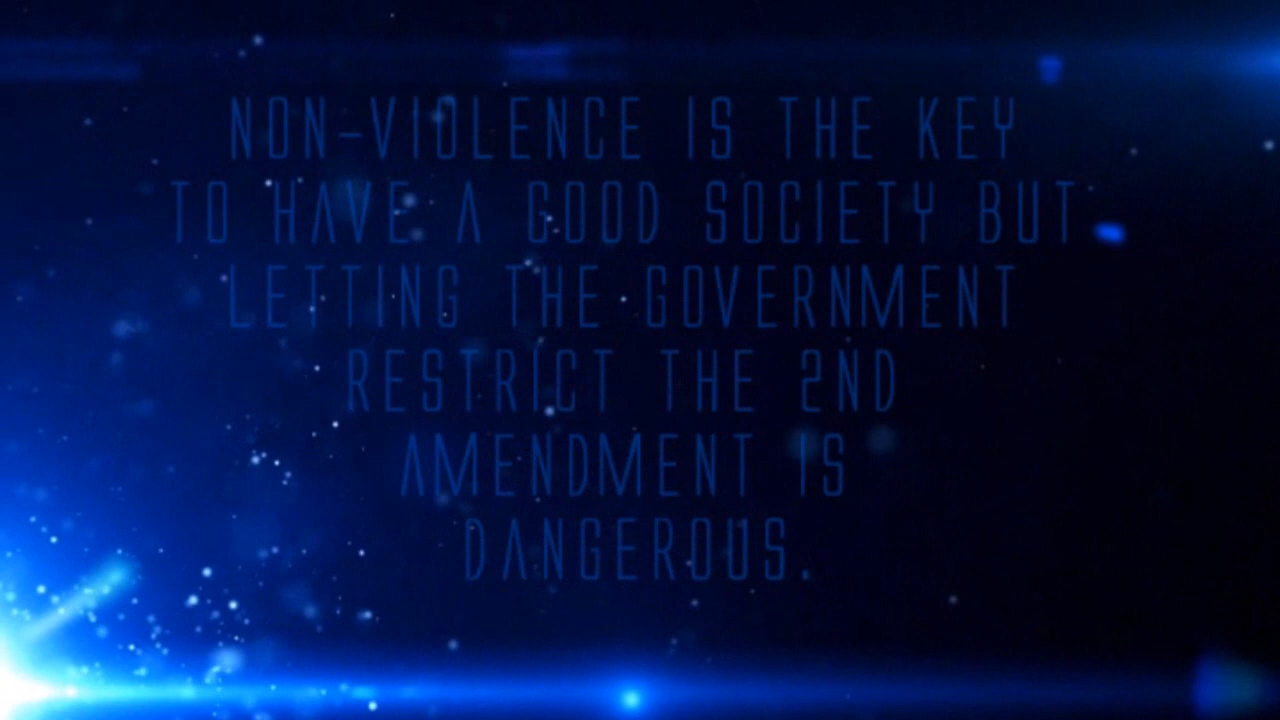 NON-VIOLENCE IS THE KEY
TO HAVE A GOOD SOCIETY BUT
LETTING THE GOVERNMENT
RESTRICT THE 2ND
AMENDMENT IS
DANGEROUS.